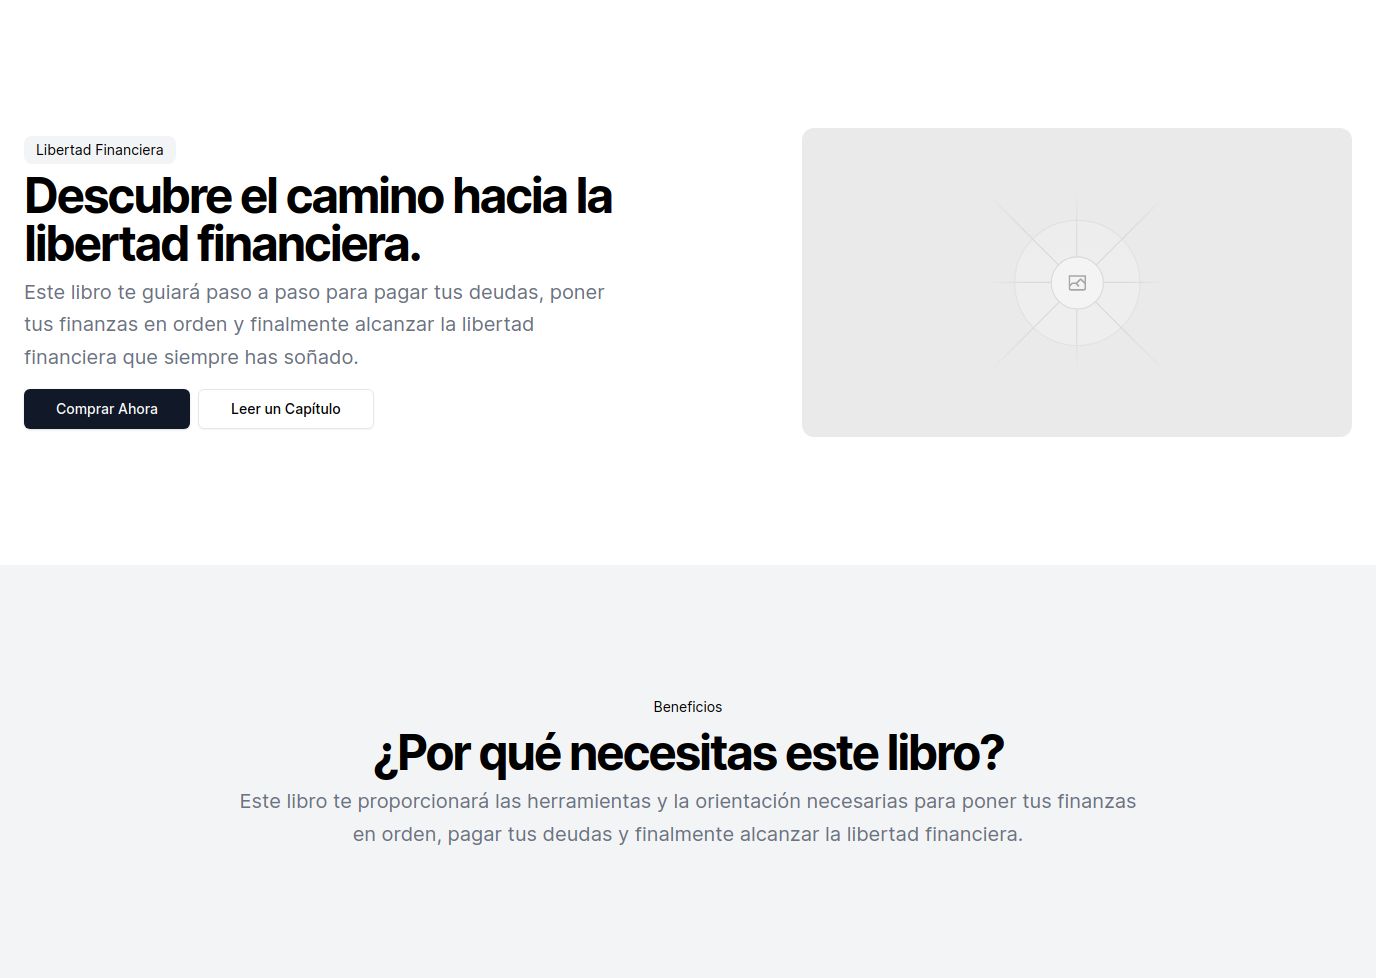 Libertad Financiera
Descubre el camino hacia la
libertad financiera.
Este libro te guiará paso a paso para pagar tus deudas, poner
tus finanzas en orden y finalmente alcanzar la libertad
financiera que siempre has soñado.
Comprar Ahora
Leer un Capítulo
Beneficios
¿Por qué necesitas este libro?
Este libro te proporcionará las herramientas y la orientación necesarias para poner tus finanzas
en orden, pagar tus deudas y finalmente alcanzar la libertad financiera.